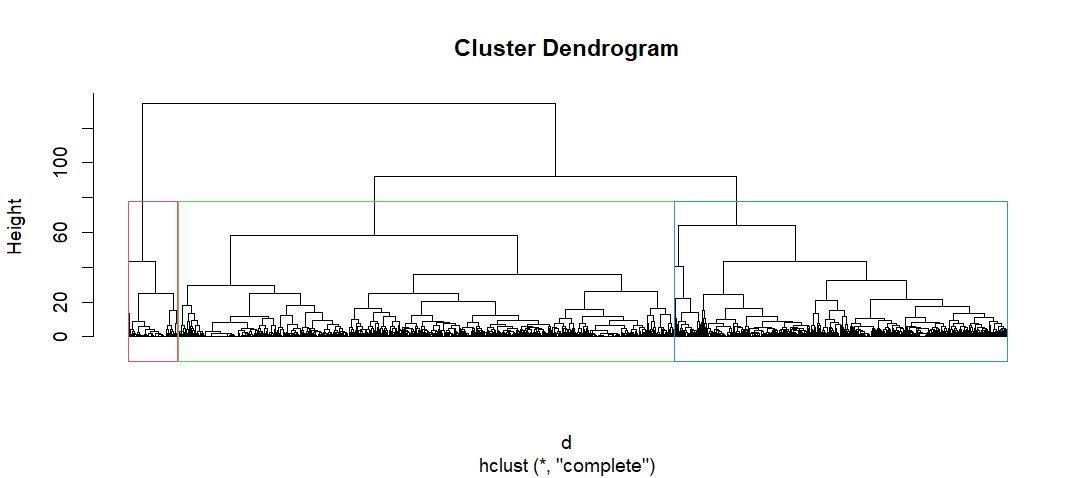 Cluster Dendrogram
Height
100
60
20
0
d
hclust (*, "complete")